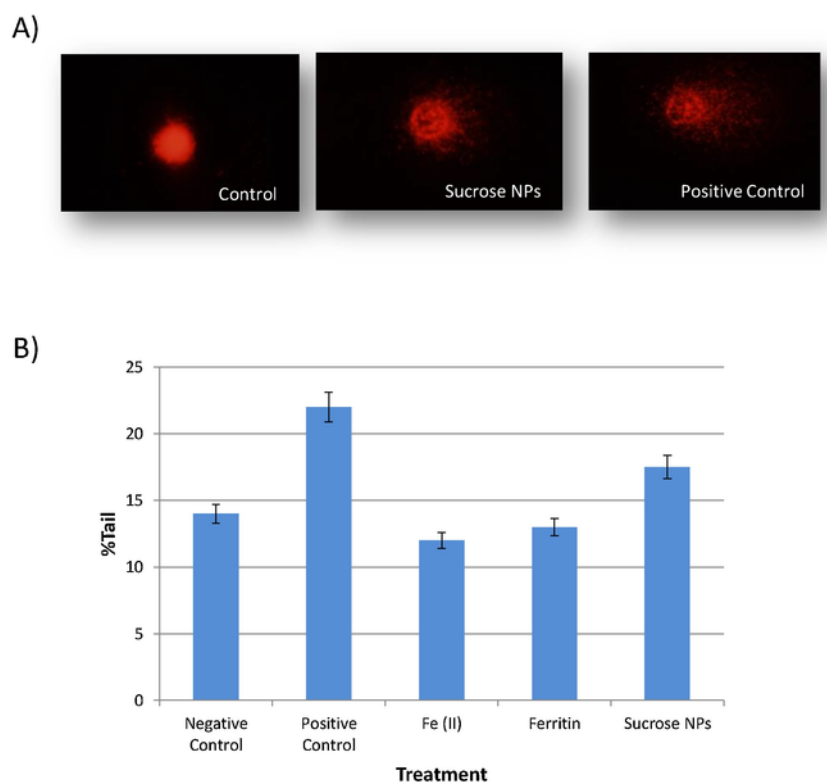 A)
Control
Sucrose NPs
Positive Control
B)
25
20
15
10
5
0
%Tail
Negative
Control
Positive
Control
Fe (II)
Ferritin
Sucrose NPs
Treatment